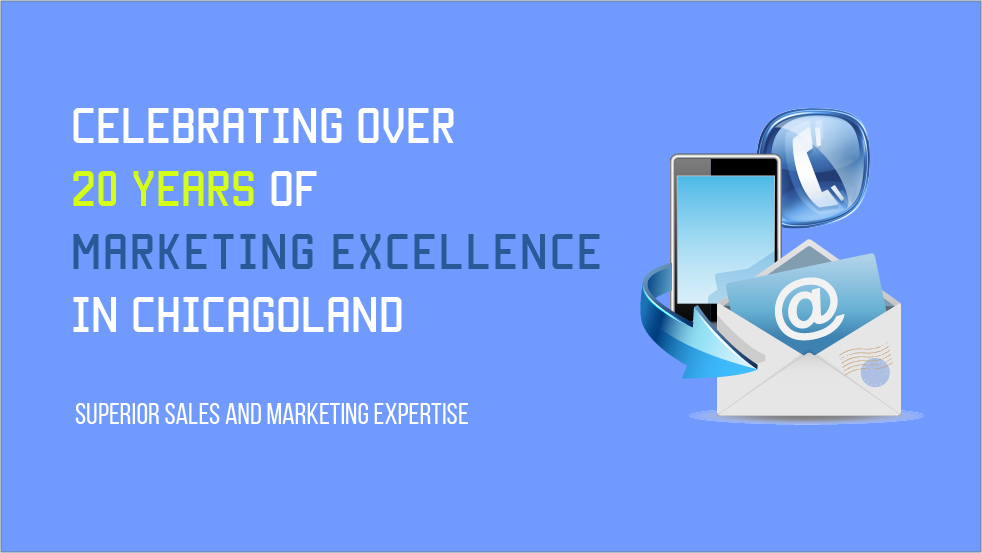 CELEBRATING OVER
20 YEARS OF
MARKETING EXCELLENCE
IN CHICAGOLAND
SUPERIOR SALES AND MARKETING EXPERTISE
@